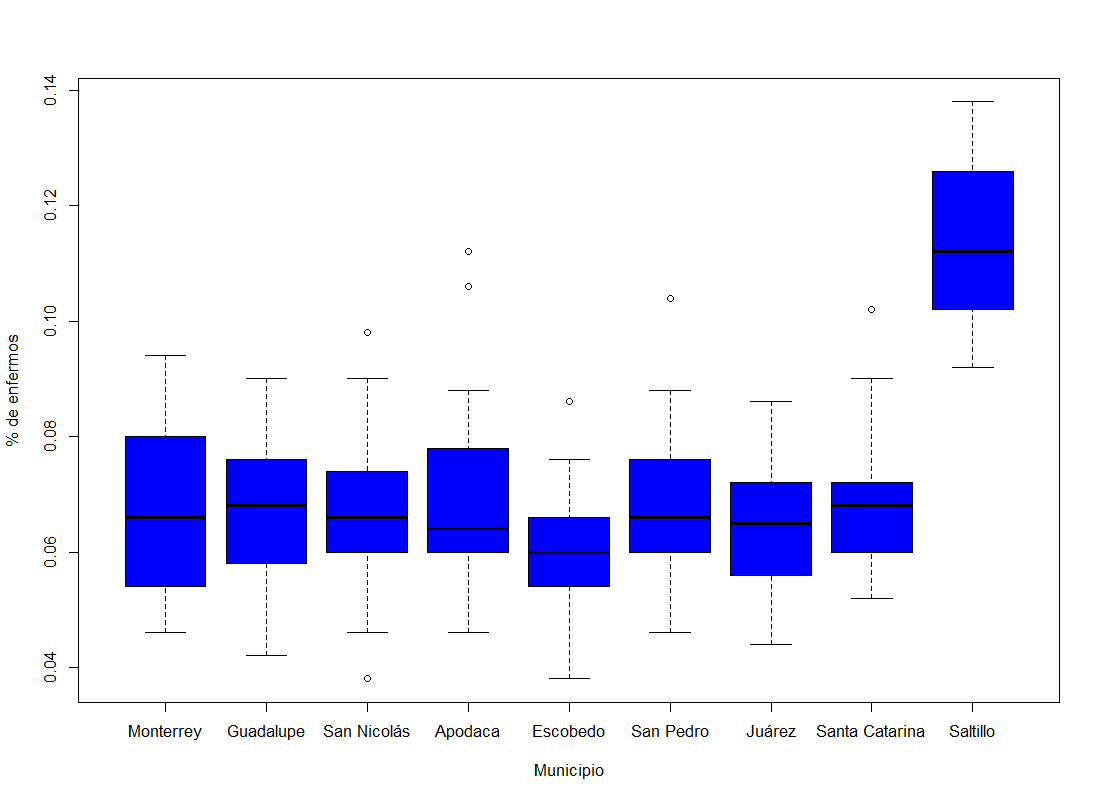 0.14
0.12
0.10
0.08
0.06
0.04
% de enfermos
Monterrey Guadalupe San Nicolás Apodaca Escobedo San Pedro Juárez Santa Catarina Saltillo
Municipio